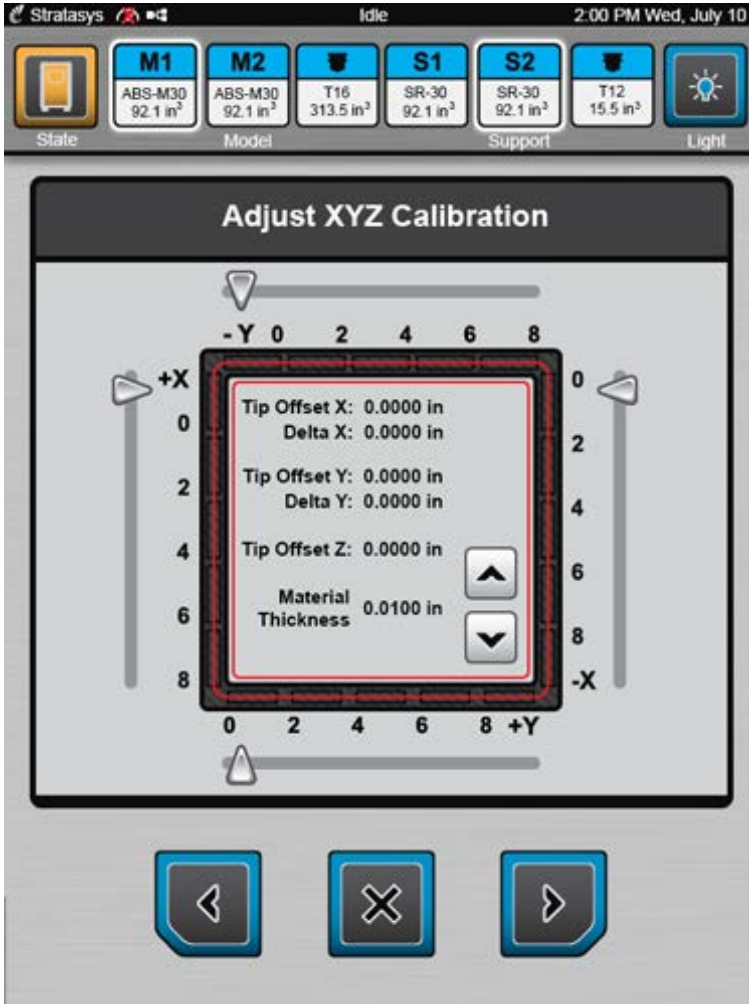 Stratasys Idle 2:00 PM Wed, July 10
M1 M2 S1 S2
ABS-M30 ABS-M30 T16 SR-30 SR-30 T12
92.1 in³ 92.1 in³ 313.5 in³ 92.1 in³ 92.1 in³ 15.5 in³
State Model Support Light
Adjust XYZ Calibration
- Y 0 2 4 6 8
+X 0
Tip Offset X: 0.0000 in
0 Delta X: 0.0000 in 2
Tip Offset Y: 0.0000 in
2 Delta Y: 0.0000 in 4
4 Tip Offset Z: 0.0000 in 6
Material
Thickness 0.0100 in
6 8
8 -X
0 2 4 6 8 +Y